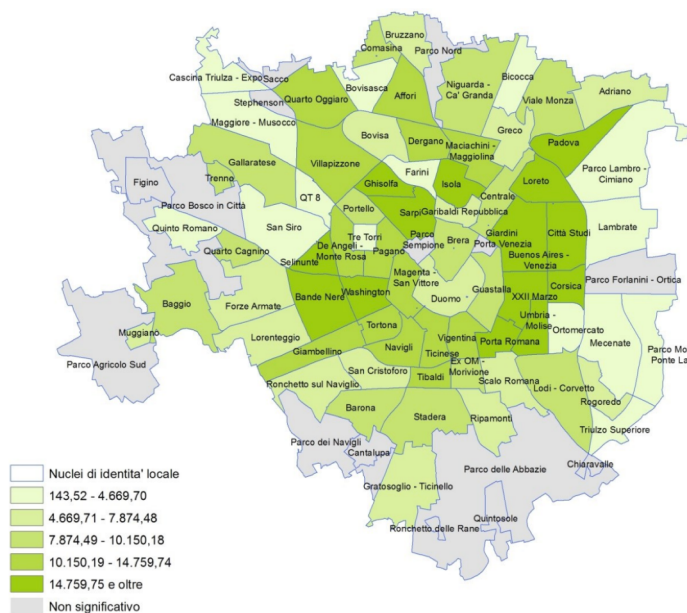 Bruzzano
Comasina
Parco Nord
Cascina Triulza - Expo
Sacco
Bovisasca
Bicocca
Stephenson
Quarto Oggiaro
Affori
Niguarda -
Ca' Granda
Viale Monza
Adriano
Maggiore - Musocco
Greco
Bovisa
Dergano
Maciachini -
Maggiolina
Padova
Gallaratese
Villapizzone
Parco Lambro -
Cimiano
Trenno
Farini
Figino
Ghisolfa
Isola
Loreto
Parco Bosco in Città
QT 8
Centrale
Portello
Sarpi
Garibaldi Repubblica
Quinto Romano
San Siro
Tre Torri
Parco
Sempione
Giardini
Porta Venezia
Città Studi
Lambrate
Quarto Cagnino
De Angeli -
Monte Rosa
Pagano
Brera
Buenos Aires -
Venezia
Selinunte
Magenta -
San Vittore
Parco Forlanini - Ortica
Baggio
Forze Armate
Bande Nere
Washington
Duomo
Guastalla
XXII Marzo
Corsica
Muggiano
Umbria -
Molise
Ortomercato
Lorenteggio
Tortona
Vigentina
Porta Romana
Mecenate
Parco Mo
Ponte La
Parco Agricolo Sud
Giambellino
Navigli
Ticinese
Ex OM -
Morivione
San Cristoforo
Tibaldi
Scalo Romana
Lodi - Corvetto
Ronchetto sul Naviglio
Rogoredo
Barona
Stadera
Ripamonti
Triulzo Superiore
Parco dei Navigli
Cantalupa
Chiaravalle
Parco delle Abbazie
Gratosoglio - Ticinello
Quintosole
Ronchetto delle Rane
Nuclei di identita' locale
143,52 - 4.669,70
4.669,71 - 7.874,48
7.874,49 - 10.150,18
10.150,19 - 14.759,74
14.759,75 e oltre
Non significativo